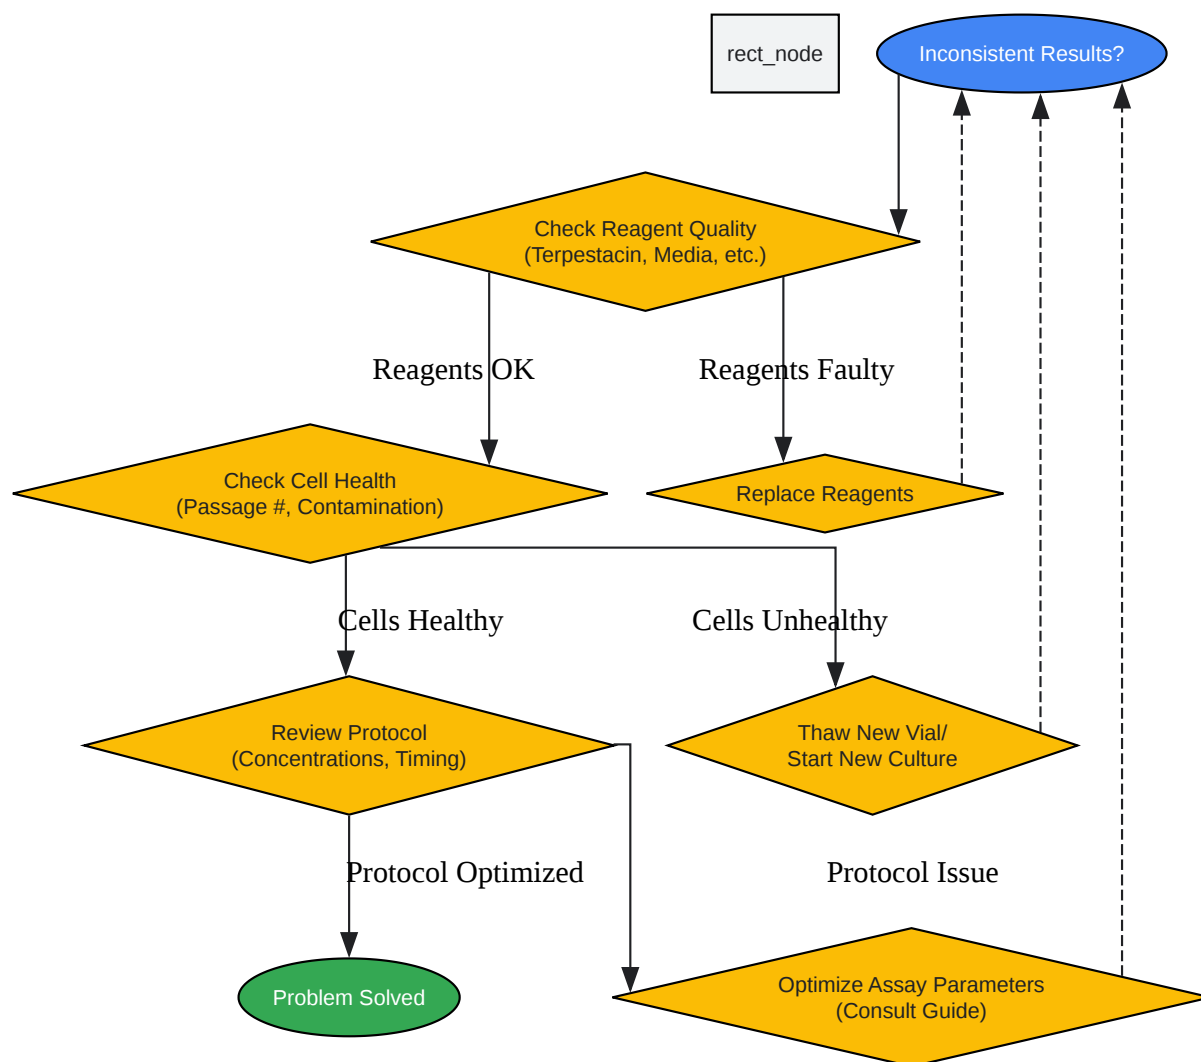 rect_node
Inconsistent Results?
Check Reagent Quality
(Terpestacin, Media, etc.)
Reagents OK
Reagents Faulty
Check Cell Health
(Passage #, Contamination)
Replace Reagents
Cells Healthy
Cells Unhealthy
Review Protocol
(Concentrations, Timing)
Thaw New Vial/
Start New Culture
Protocol Optimized
Protocol Issue
Problem Solved
Optimize Assay Parameters
(Consult Guide)